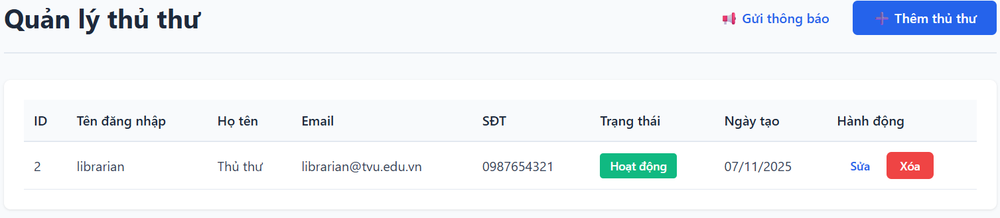 Quản lý thủ thư
Gửi thông báo
Thêm thủ thư
ID Tên đăng nhập Họ tên Email SĐT Trạng thái Ngày tạo Hành động
2 librarian Thủ thư librarian@tvu.edu.vn 0987654321 Hoạt động 07/11/2025 Sửa Xóa